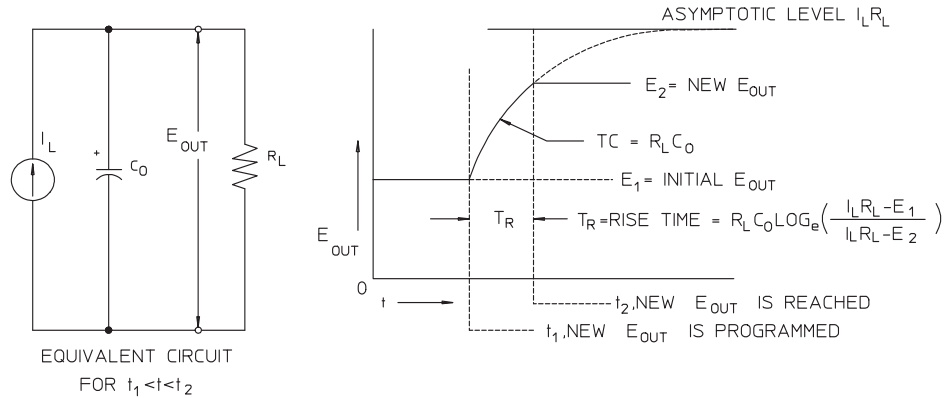 I_L
+
C_O
E_OUT
R_L
EQUIVALENT CIRCUIT
FOR t_1<t<t_2
ASYMPTOTIC LEVEL I_LR_L
E_2= NEW E_OUT
TC = R_LC_O
E_1= INITIAL E_OUT
T_R
T_R=RISE TIME = R_LC_OLOG_e(I_LR_L-E_1 / I_LR_L-E_2)
E_OUT
O
t
t_2,NEW E_OUT IS REACHED
t_1,NEW E_OUT IS PROGRAMMED